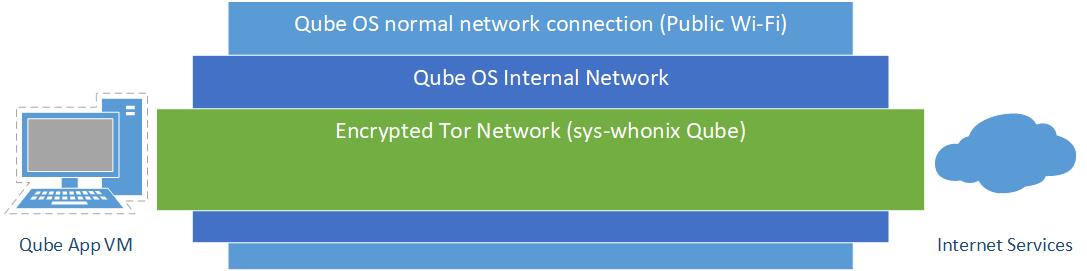 Qube OS normal network connection (Public Wi-Fi)
Qube OS Internal Network
Encrypted Tor Network (sys-whonix Qube)
Qube App VM
Internet Services